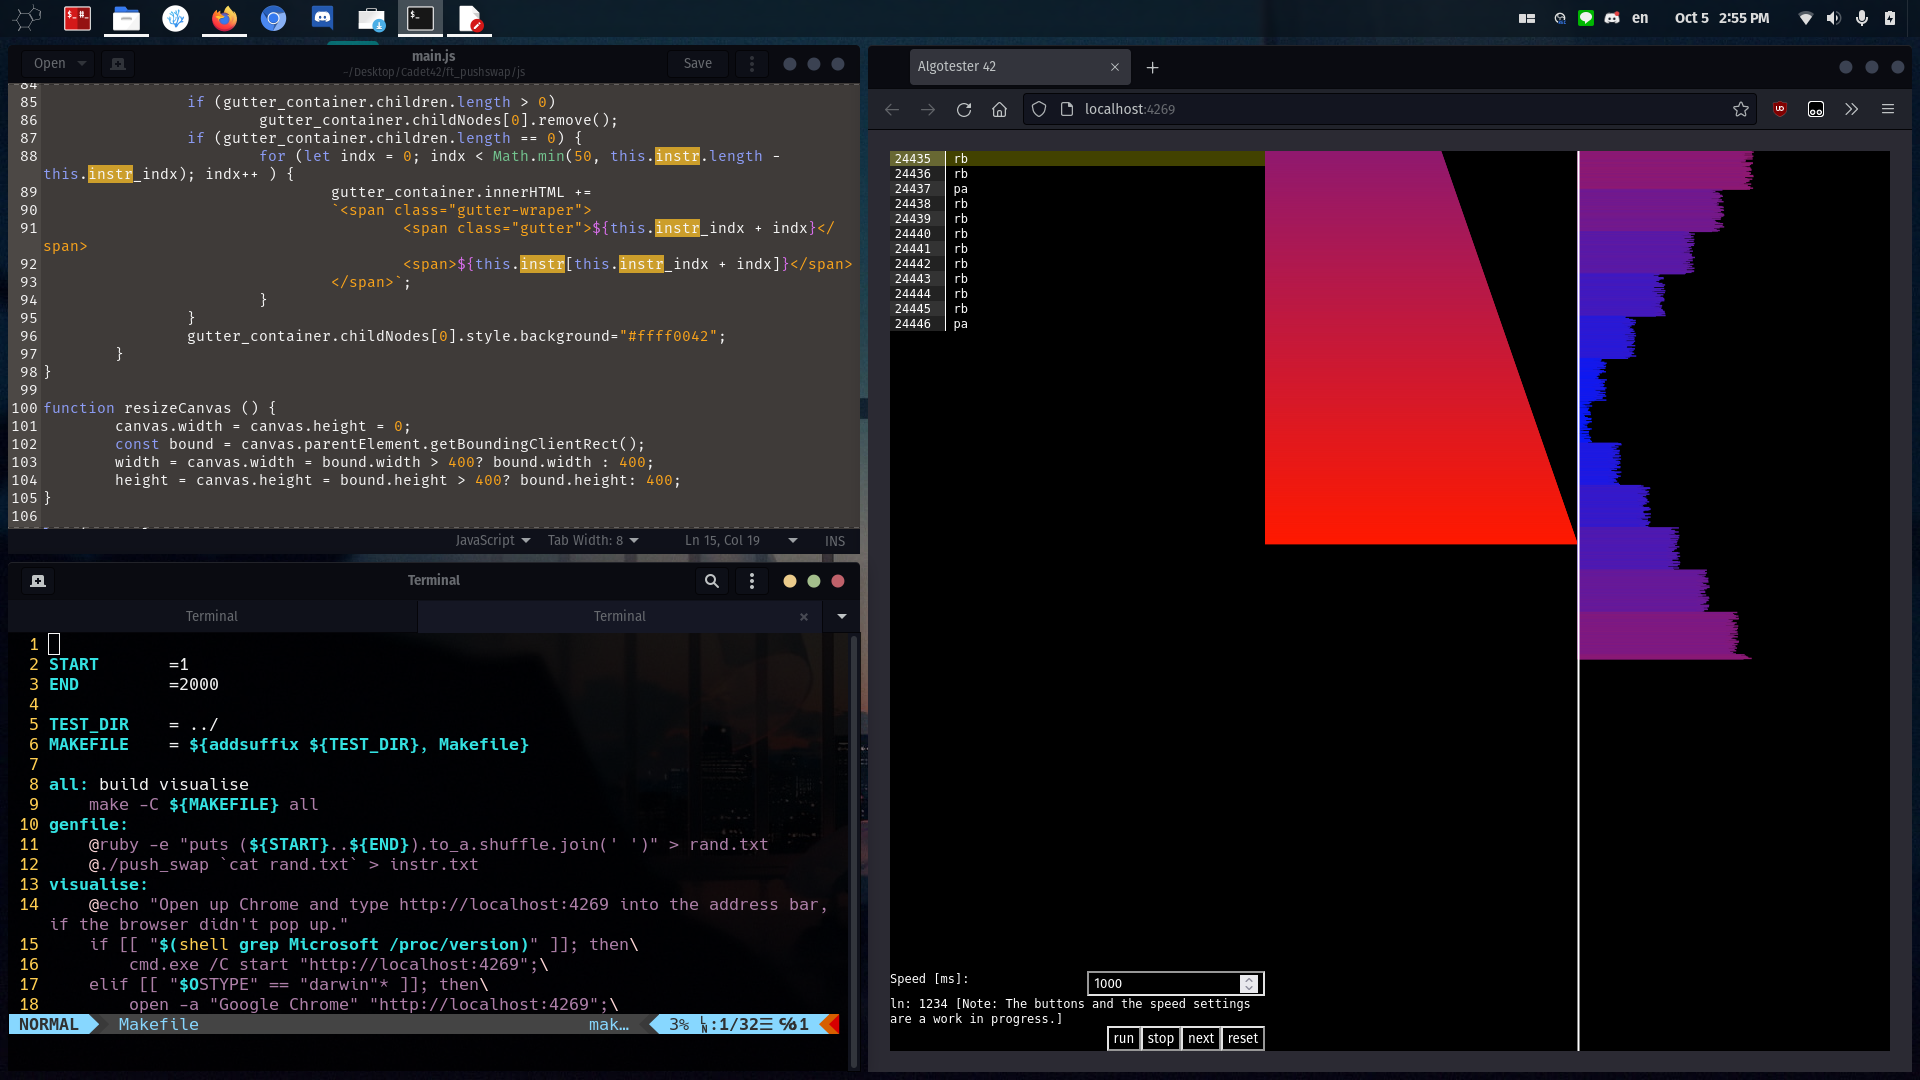 en
Oct 5 2:55 PM
Open
main.js
~/Desktop/Cadet42/ft_pushswap/js
Save
84
85 if (gutter_container.children.length > 0)
86 gutter_container.childNodes[0].remove();
87 if (gutter_container.children.length == 0) {
88 for (let indx = 0; indx < Math.min(50, this.instr.length -
this.instr_indx); indx++ ) {
89 gutter_container.innerHTML +=
90 `<span class="gutter-wraper">
91 <span class="gutter">${this.instr_indx + indx}</
span>
92 <span>${this.instr[this.instr_indx + indx]}</span>
93 </span>`;
94 }
95 }
96 gutter_container.childNodes[0].style.background="#ffff0042";
97 }
98 }
99
100 function resizeCanvas () {
101 canvas.width = canvas.height = 0;
102 const bound = canvas.parentElement.getBoundingClientRect();
103 width = canvas.width = bound.width > 400? bound.width : 400;
104 height = canvas.height = bound.height > 400? bound.height: 400;
105 }
106
JavaScript Tab Width: 8 Ln 15, Col 19 INS
Terminal
Terminal Terminal
1
2 START =1
3 END =2000
4
5 TEST_DIR = ../
6 MAKEFILE = ${addsuffix ${TEST_DIR}, Makefile}
7
8 all: build visualise
9 make -C ${MAKEFILE} all
10 genfile:
11 @ruby -e "puts (${START}..${END}).to_a.shuffle.join(' ')" > rand.txt
12 @./push_swap `cat rand.txt` > instr.txt
13 visualise:
14 @echo "Open up Chrome and type http://localhost:4269 into the address bar,
if the browser didn't pop up."
15 if [[ "$(shell grep Microsoft /proc/version)" ]]; then\
16 cmd.exe /C start "http://localhost:4269";\
17 elif [[ "$OSTYPE" == "darwin"* ]]; then\
18 open -a "Google Chrome" "http://localhost:4269";\
NORMAL Makefile mak… 3% :1/32 1
Algotester 42
localhost:4269
24435 rb
24436 rb
24437 pa
24438 rb
24439 rb
24440 rb
24441 rb
24442 rb
24443 rb
24444 rb
24445 rb
24446 pa
Speed [ms]: 1000
ln: 1234 [Note: The buttons and the speed settings
are a work in progress.]
run stop next reset